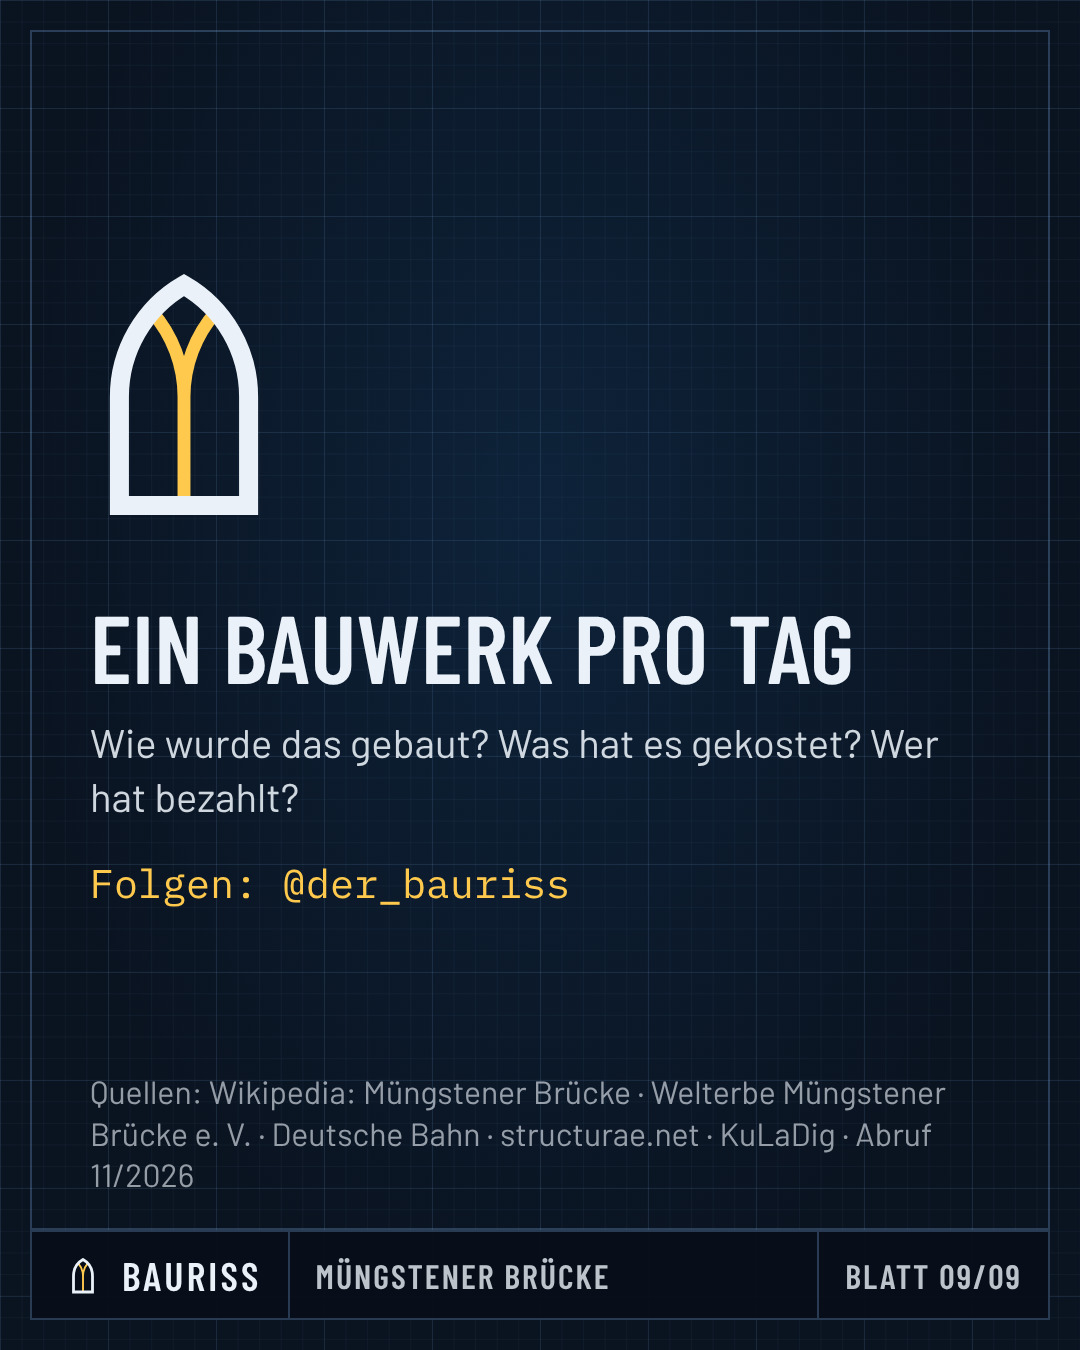 EIN BAUWERK PRO TAG
Wie wurde das gebaut? Was hat es gekostet? Wer
hat bezahlt?
Folgen: @der_bauriss
Quellen: Wikipedia: Müngstener Brücke · Welterbe Müngstener
Brücke e. V. · Deutsche Bahn · structurae.net · KuLaDig · Abruf
11/2026
BAURISS
MÜNGSTENER BRÜCKE
BLATT 09/09